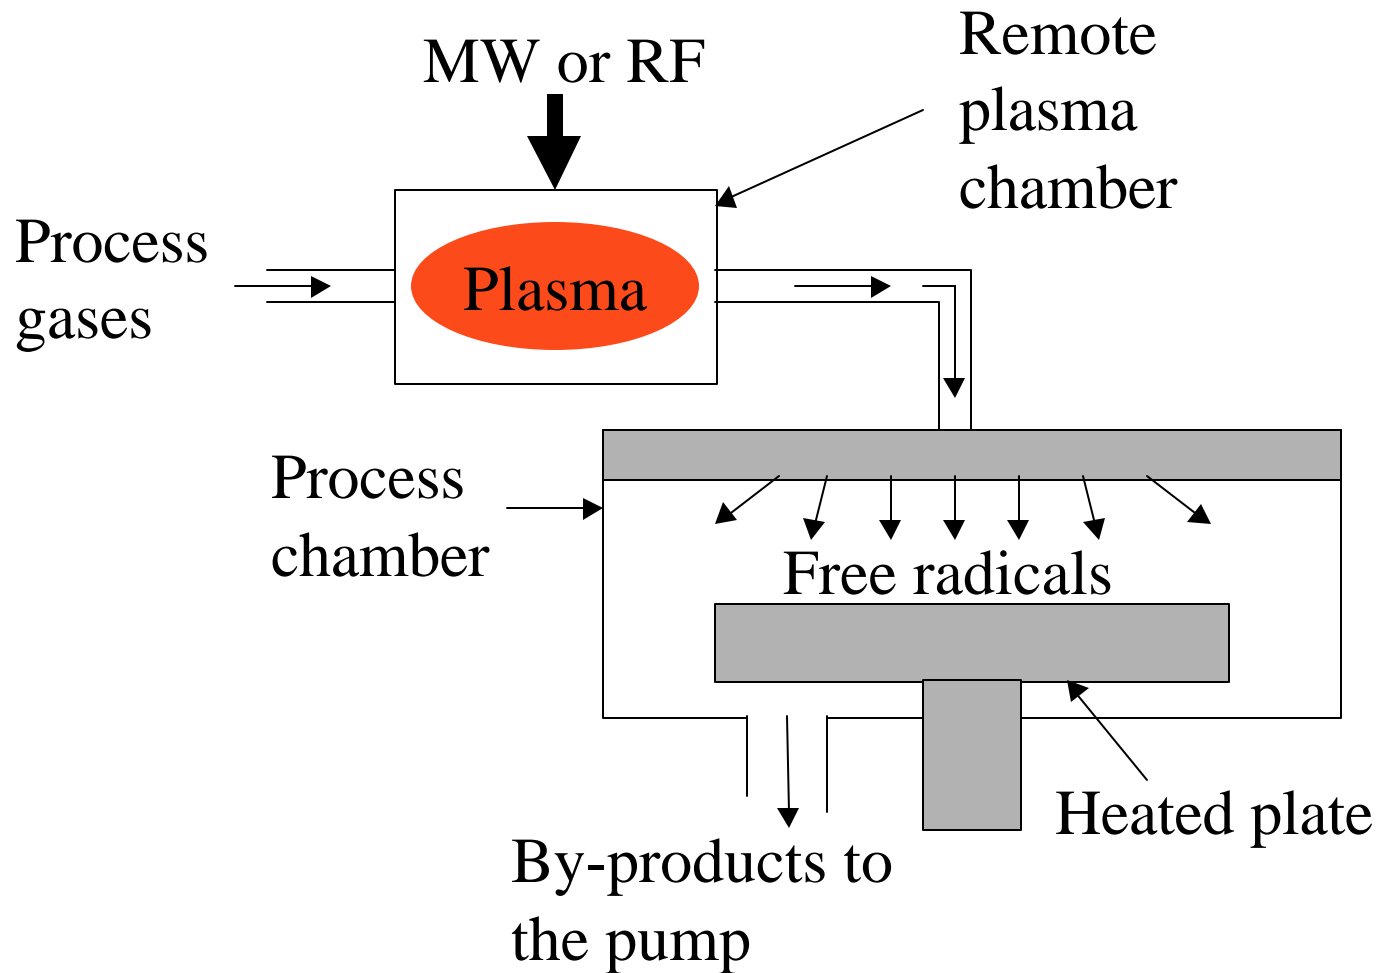 MW or RF
Remote
plasma
chamber
Process
gases
Plasma
Process
chamber
Free radicals
Heated plate
By-products to
the pump